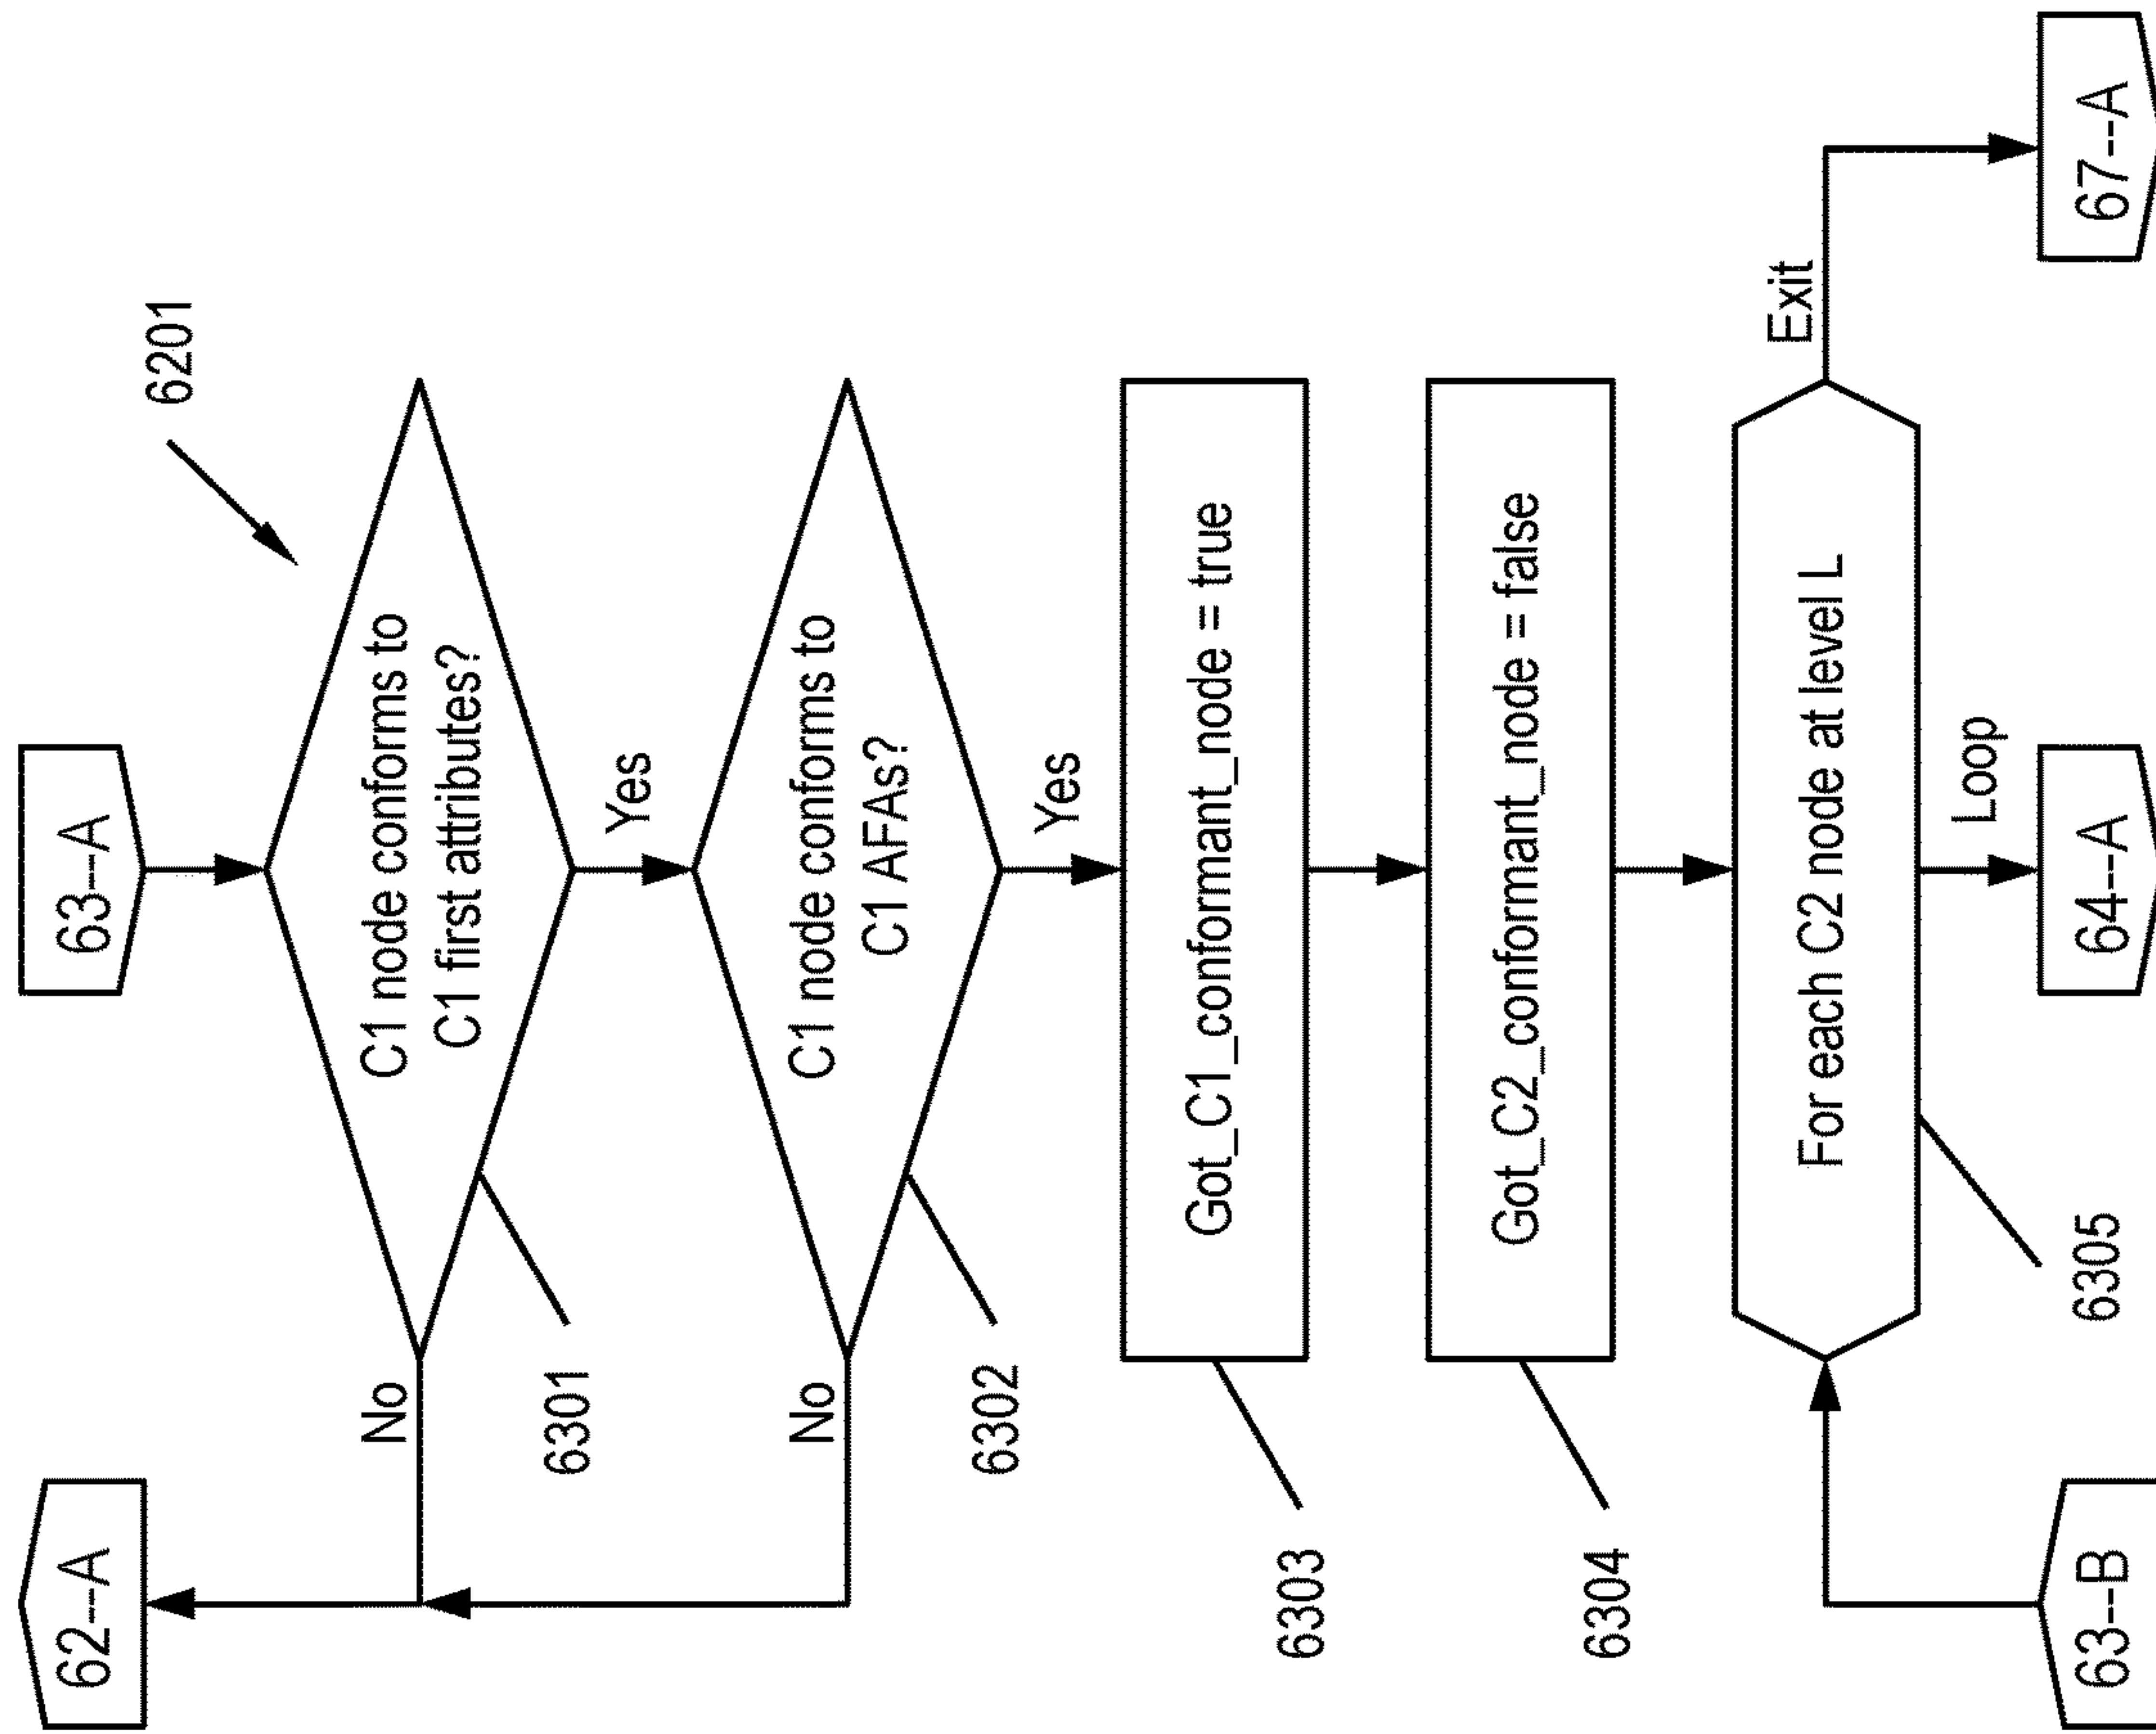 62--A
63--A
6201
C1 node conforms to
C1 first attributes?
No
Yes
6301
C1 node conforms to
C1 AFAs?
No
Yes
6302
Got_C1_conformant_node = true
6303
Got_C2_conformant_node = false
6304
For each C2 node at level L
Exit
Loop
6305
63--B
64--A
67--A